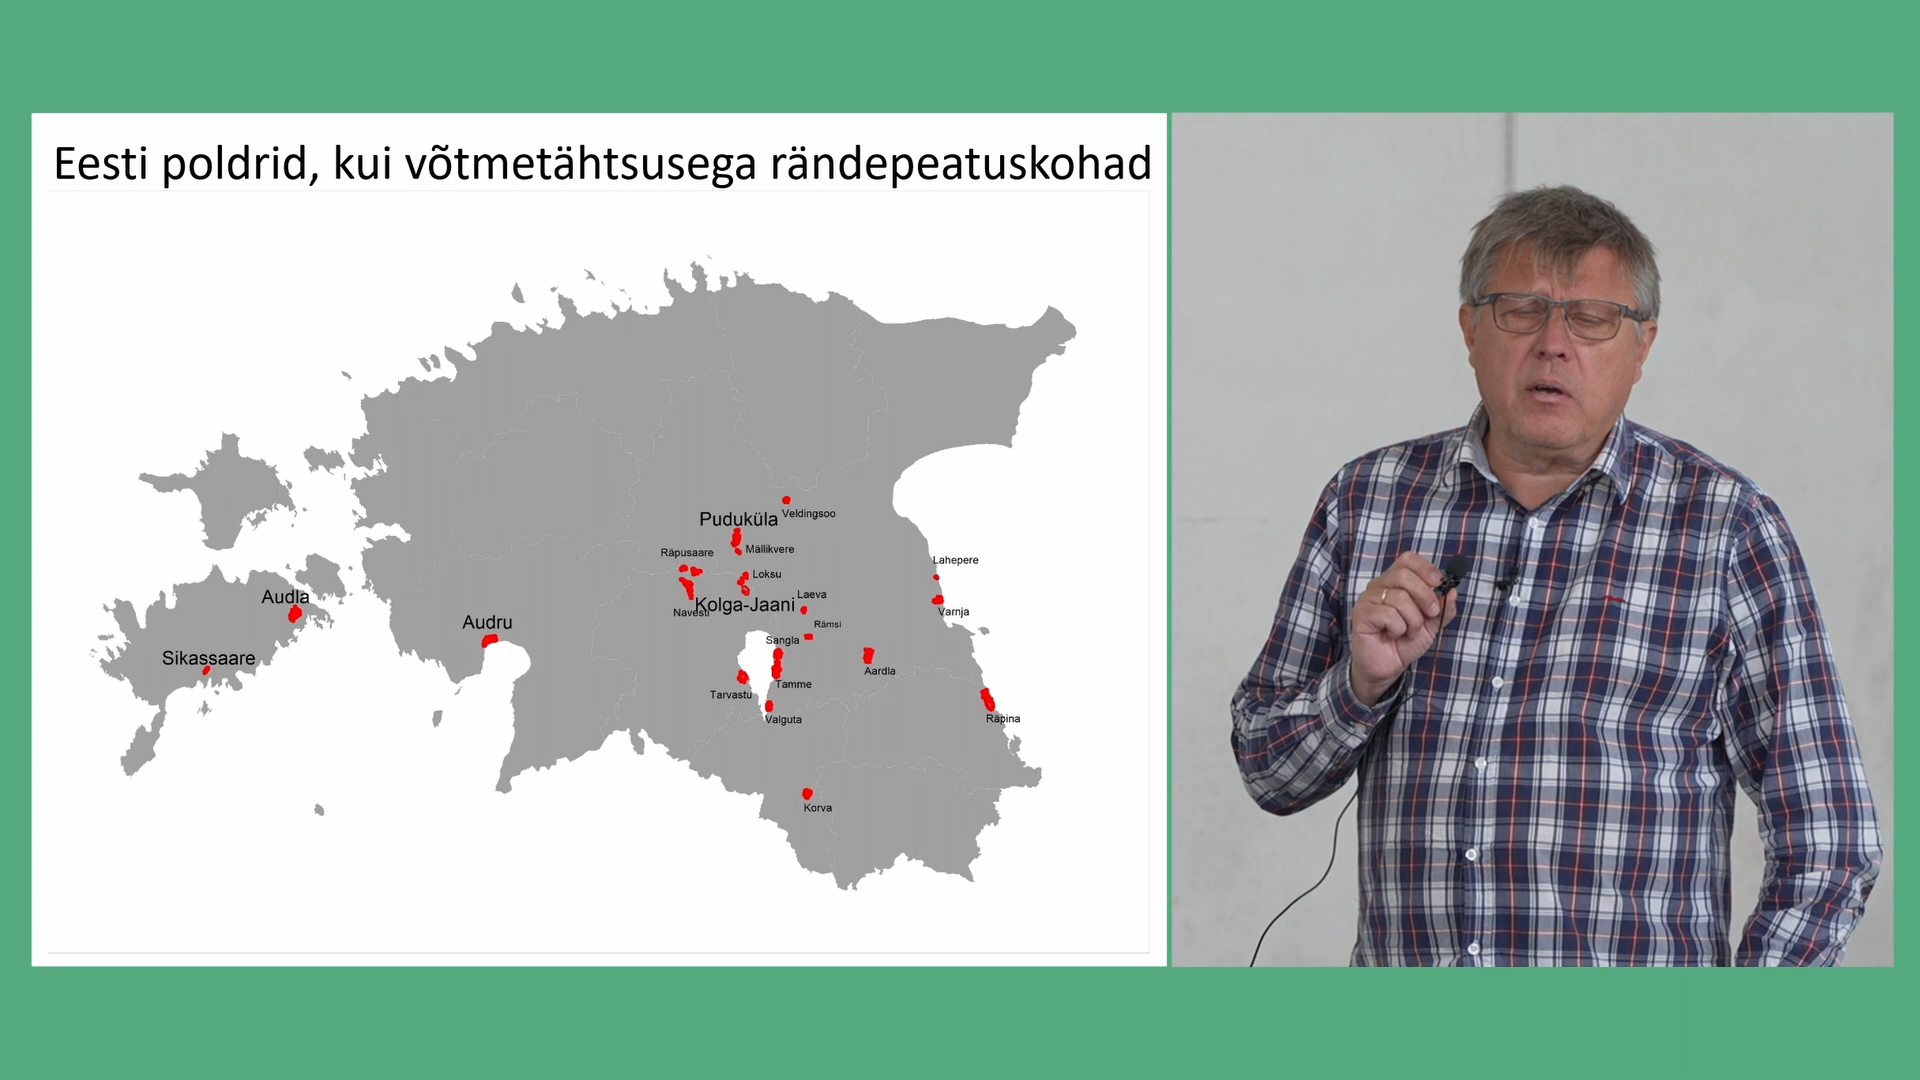 Eesti poldrid, kui võtmetähtsusega rändepeatuskohad
Veldingsoo
Puduküla
Mällikvere
Räpusaare
Lahepere
Loksu
Audla
Laeva
Kolga-Jaani
Navesti
Varnja
Audru
Rämsi
Sangla
Sikassaare
Aardla
Tamme
Tarvastu
Räpina
Valguta
Korva